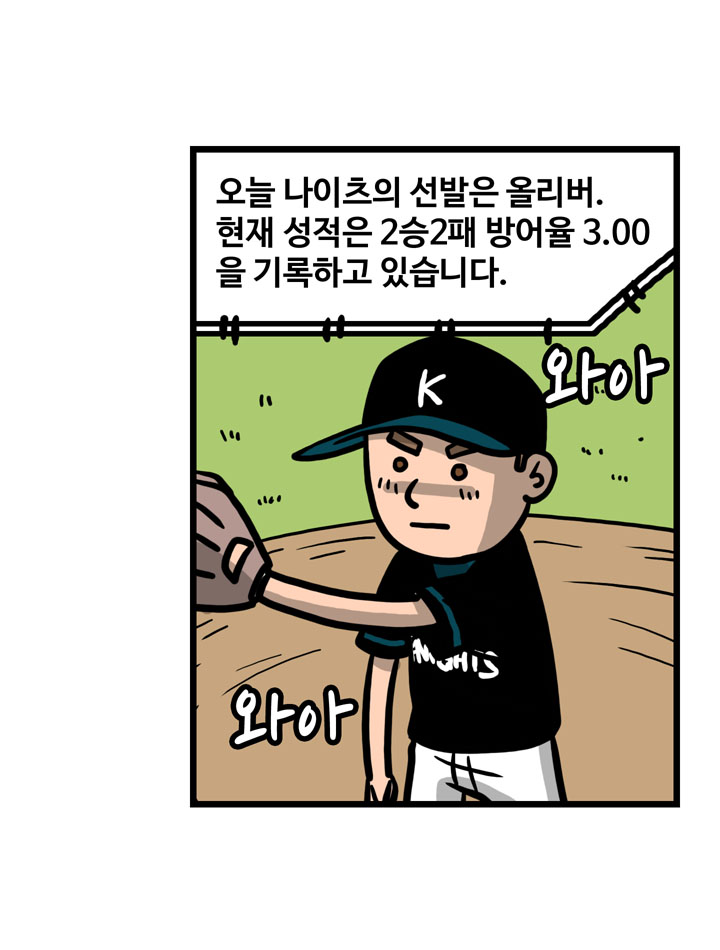 오늘 나이츠의 선발은 올리버.
현재 성적은 2승2패 방어율 3.00
을 기록하고 있습니다.
와아
K
KNIGHTS
와아